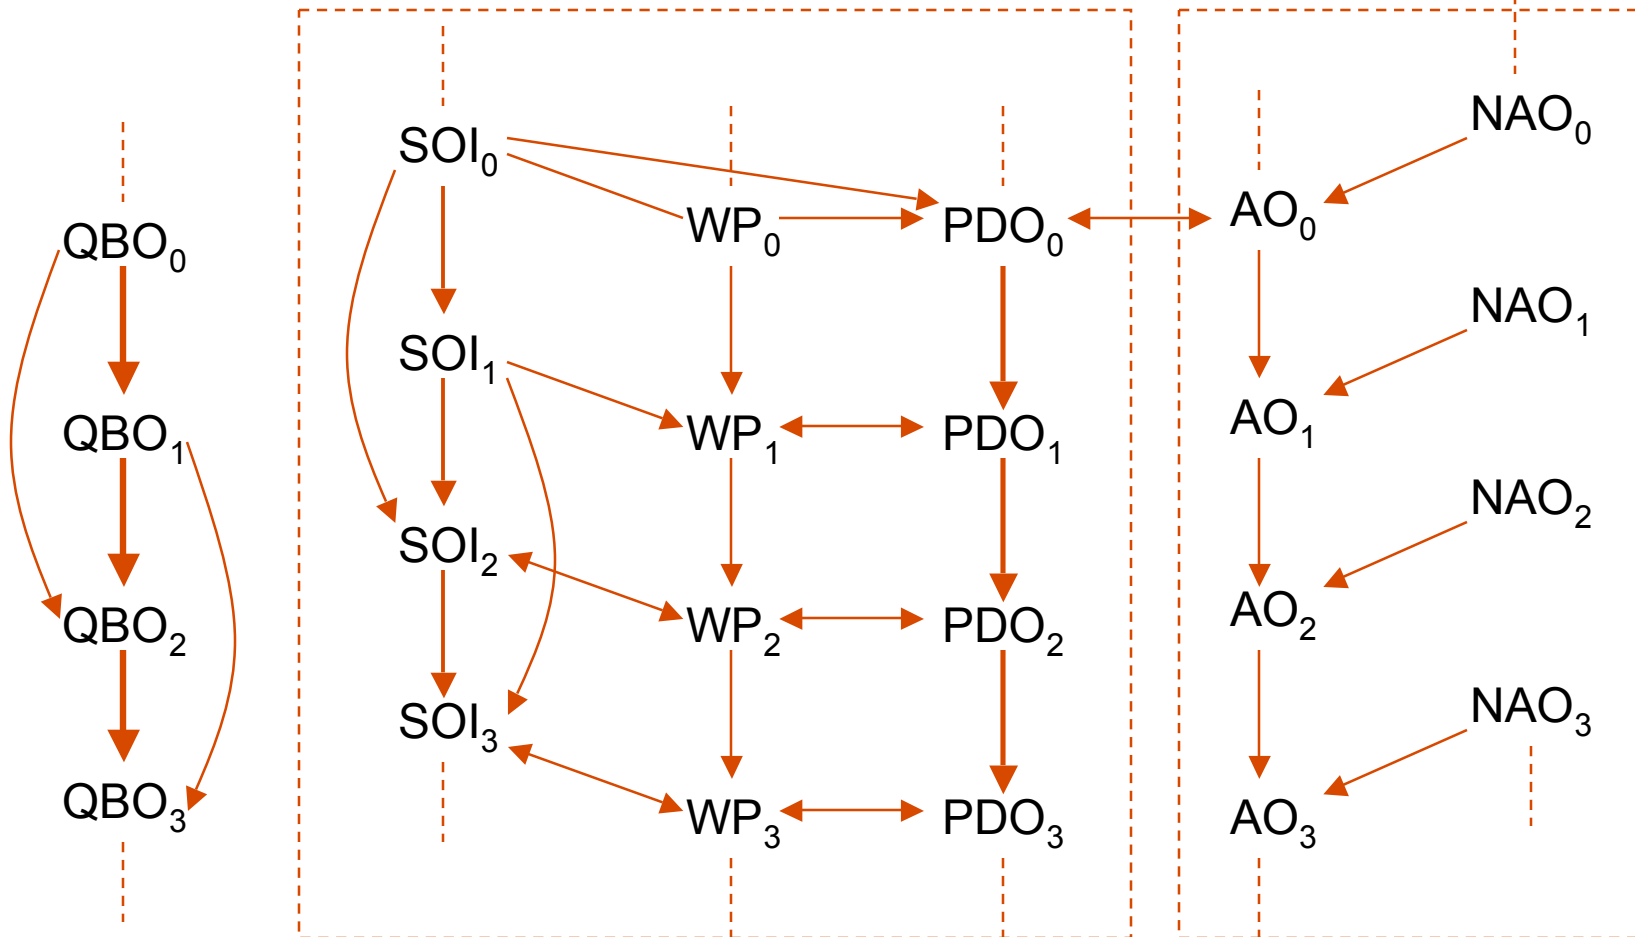 NAO₀
SOI₀
WP₀
PDO₀
AO₀
QBO₀
NAO₁
SOI₁
WP₁
PDO₁
AO₁
QBO₁
NAO₂
SOI₂
WP₂
PDO₂
AO₂
QBO₂
NAO₃
SOI₃
QBO₃
WP₃
PDO₃
AO₃